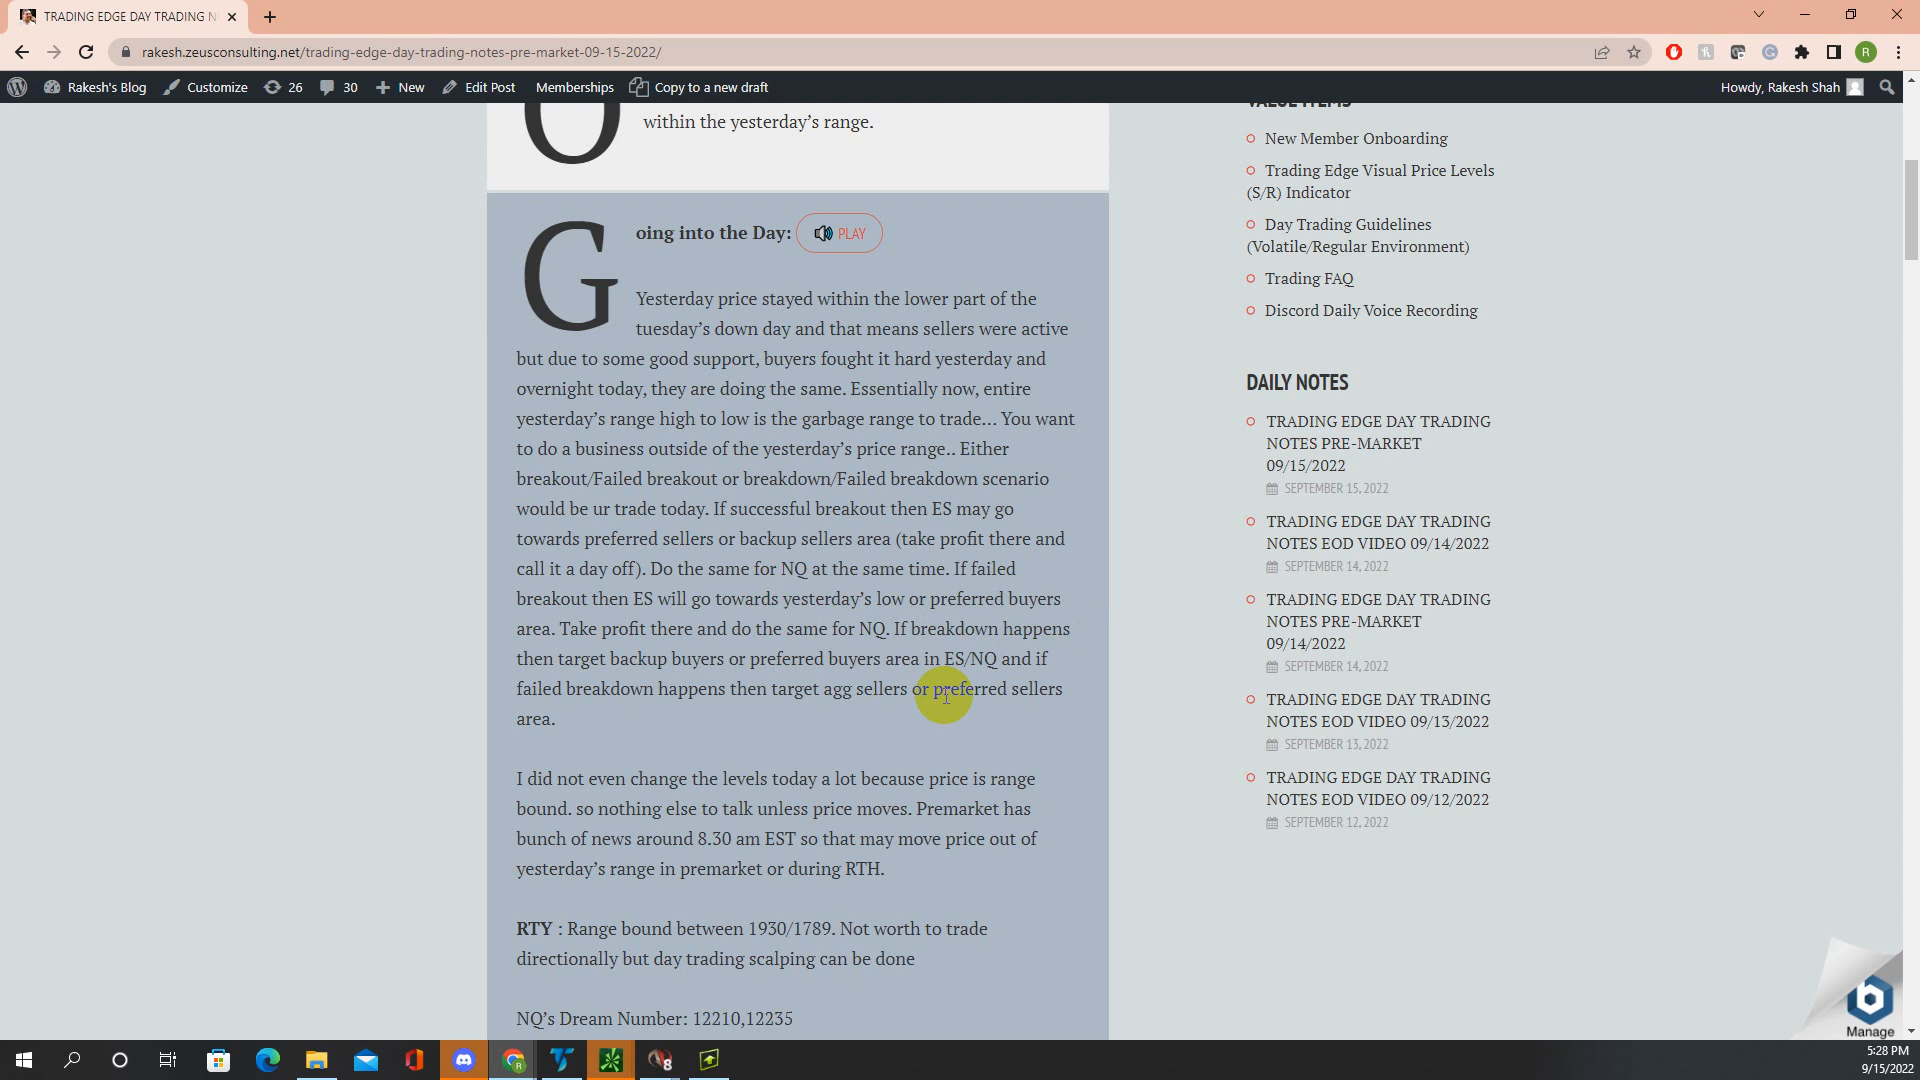 TRADING EDGE DAY TRADING N
rakesh.zeusconsulting.net/trading-edge-day-trading-notes-pre-market-09-15-2022/
R
Rakesh's Blog
Customize
26
30
New
Edit Post
Memberships
Copy to a new draft
Howdy, Rakesh Shah
O
within the yesterday's range.
G
oing into the Day:
PLAY
Yesterday price stayed within the lower part of the
tuesday's down day and that means sellers were active
but due to some good support, buyers fought it hard yesterday and
overnight today, they are doing the same. Essentially now, entire
yesterday's range high to low is the garbage range to trade… You want
to do a business outside of the yesterday's price range.. Either
breakout/Failed breakout or breakdown/Failed breakdown scenario
would be ur trade today. If successful breakout then ES may go
towards preferred sellers or backup sellers area (take profit there and
call it a day off). Do the same for NQ at the same time. If failed
breakout then ES will go towards yesterday's low or preferred buyers
area. Take profit there and do the same for NQ. If breakdown happens
then target backup buyers or preferred buyers area in ES/NQ and if
failed breakdown happens then target agg sellers or preferred sellers
area.
I did not even change the levels today a lot because price is range
bound. so nothing else to talk unless price moves. Premarket has
bunch of news around 8.30 am EST so that may move price out of
yesterday's range in premarket or during RTH.
RTY : Range bound between 1930/1789. Not worth to trade
directionally but day trading scalping can be done
NQ's Dream Number: 12210,12235
VALUE ITEMS
New Member Onboarding
Trading Edge Visual Price Levels
(S/R) Indicator
Day Trading Guidelines
(Volatile/Regular Environment)
Trading FAQ
Discord Daily Voice Recording
DAILY NOTES
TRADING EDGE DAY TRADING
NOTES PRE-MARKET
09/15/2022
SEPTEMBER 15, 2022
TRADING EDGE DAY TRADING
NOTES EOD VIDEO 09/14/2022
SEPTEMBER 14, 2022
TRADING EDGE DAY TRADING
NOTES PRE-MARKET
09/14/2022
SEPTEMBER 14, 2022
TRADING EDGE DAY TRADING
NOTES EOD VIDEO 09/13/2022
SEPTEMBER 13, 2022
TRADING EDGE DAY TRADING
NOTES EOD VIDEO 09/12/2022
SEPTEMBER 12, 2022
Manage
5:28 PM
9/15/2022